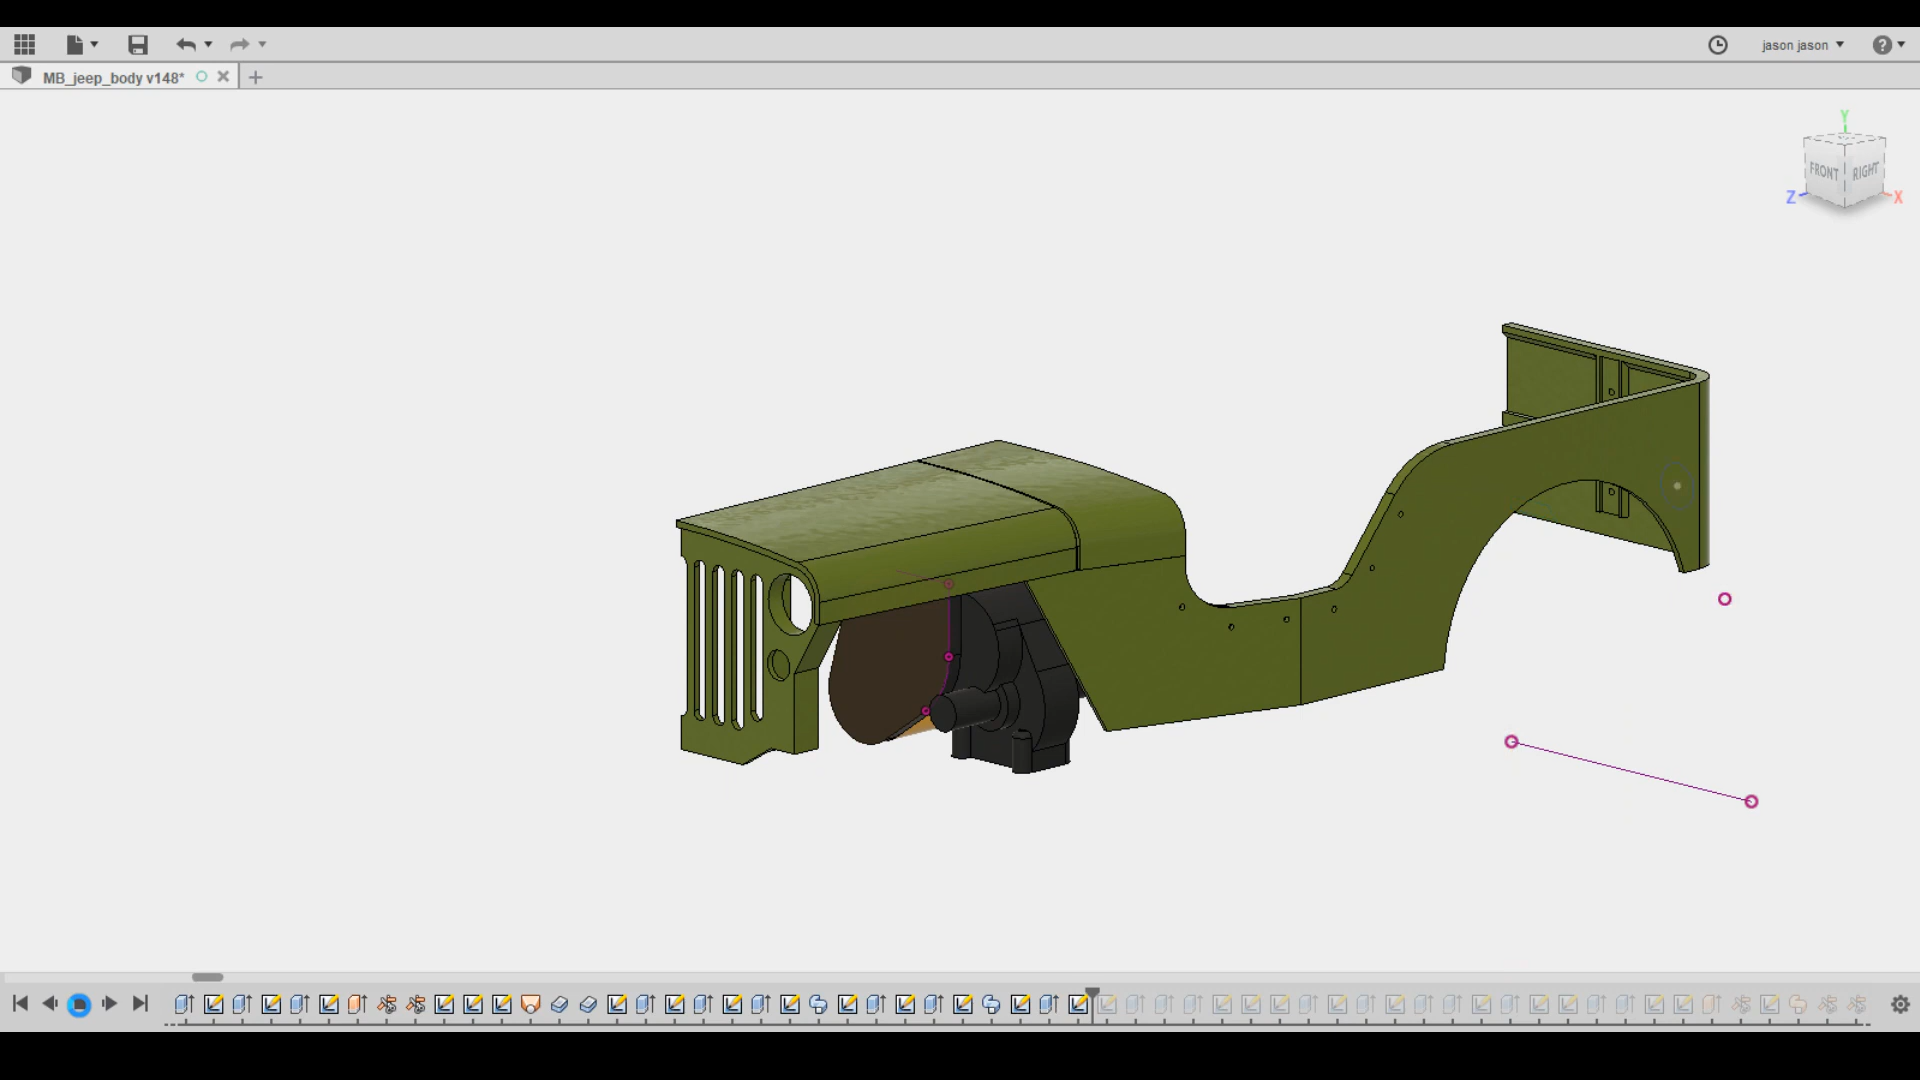 jason jason
?
MB_jeep_body v148*
Y
FRONT RIGHT
Z X